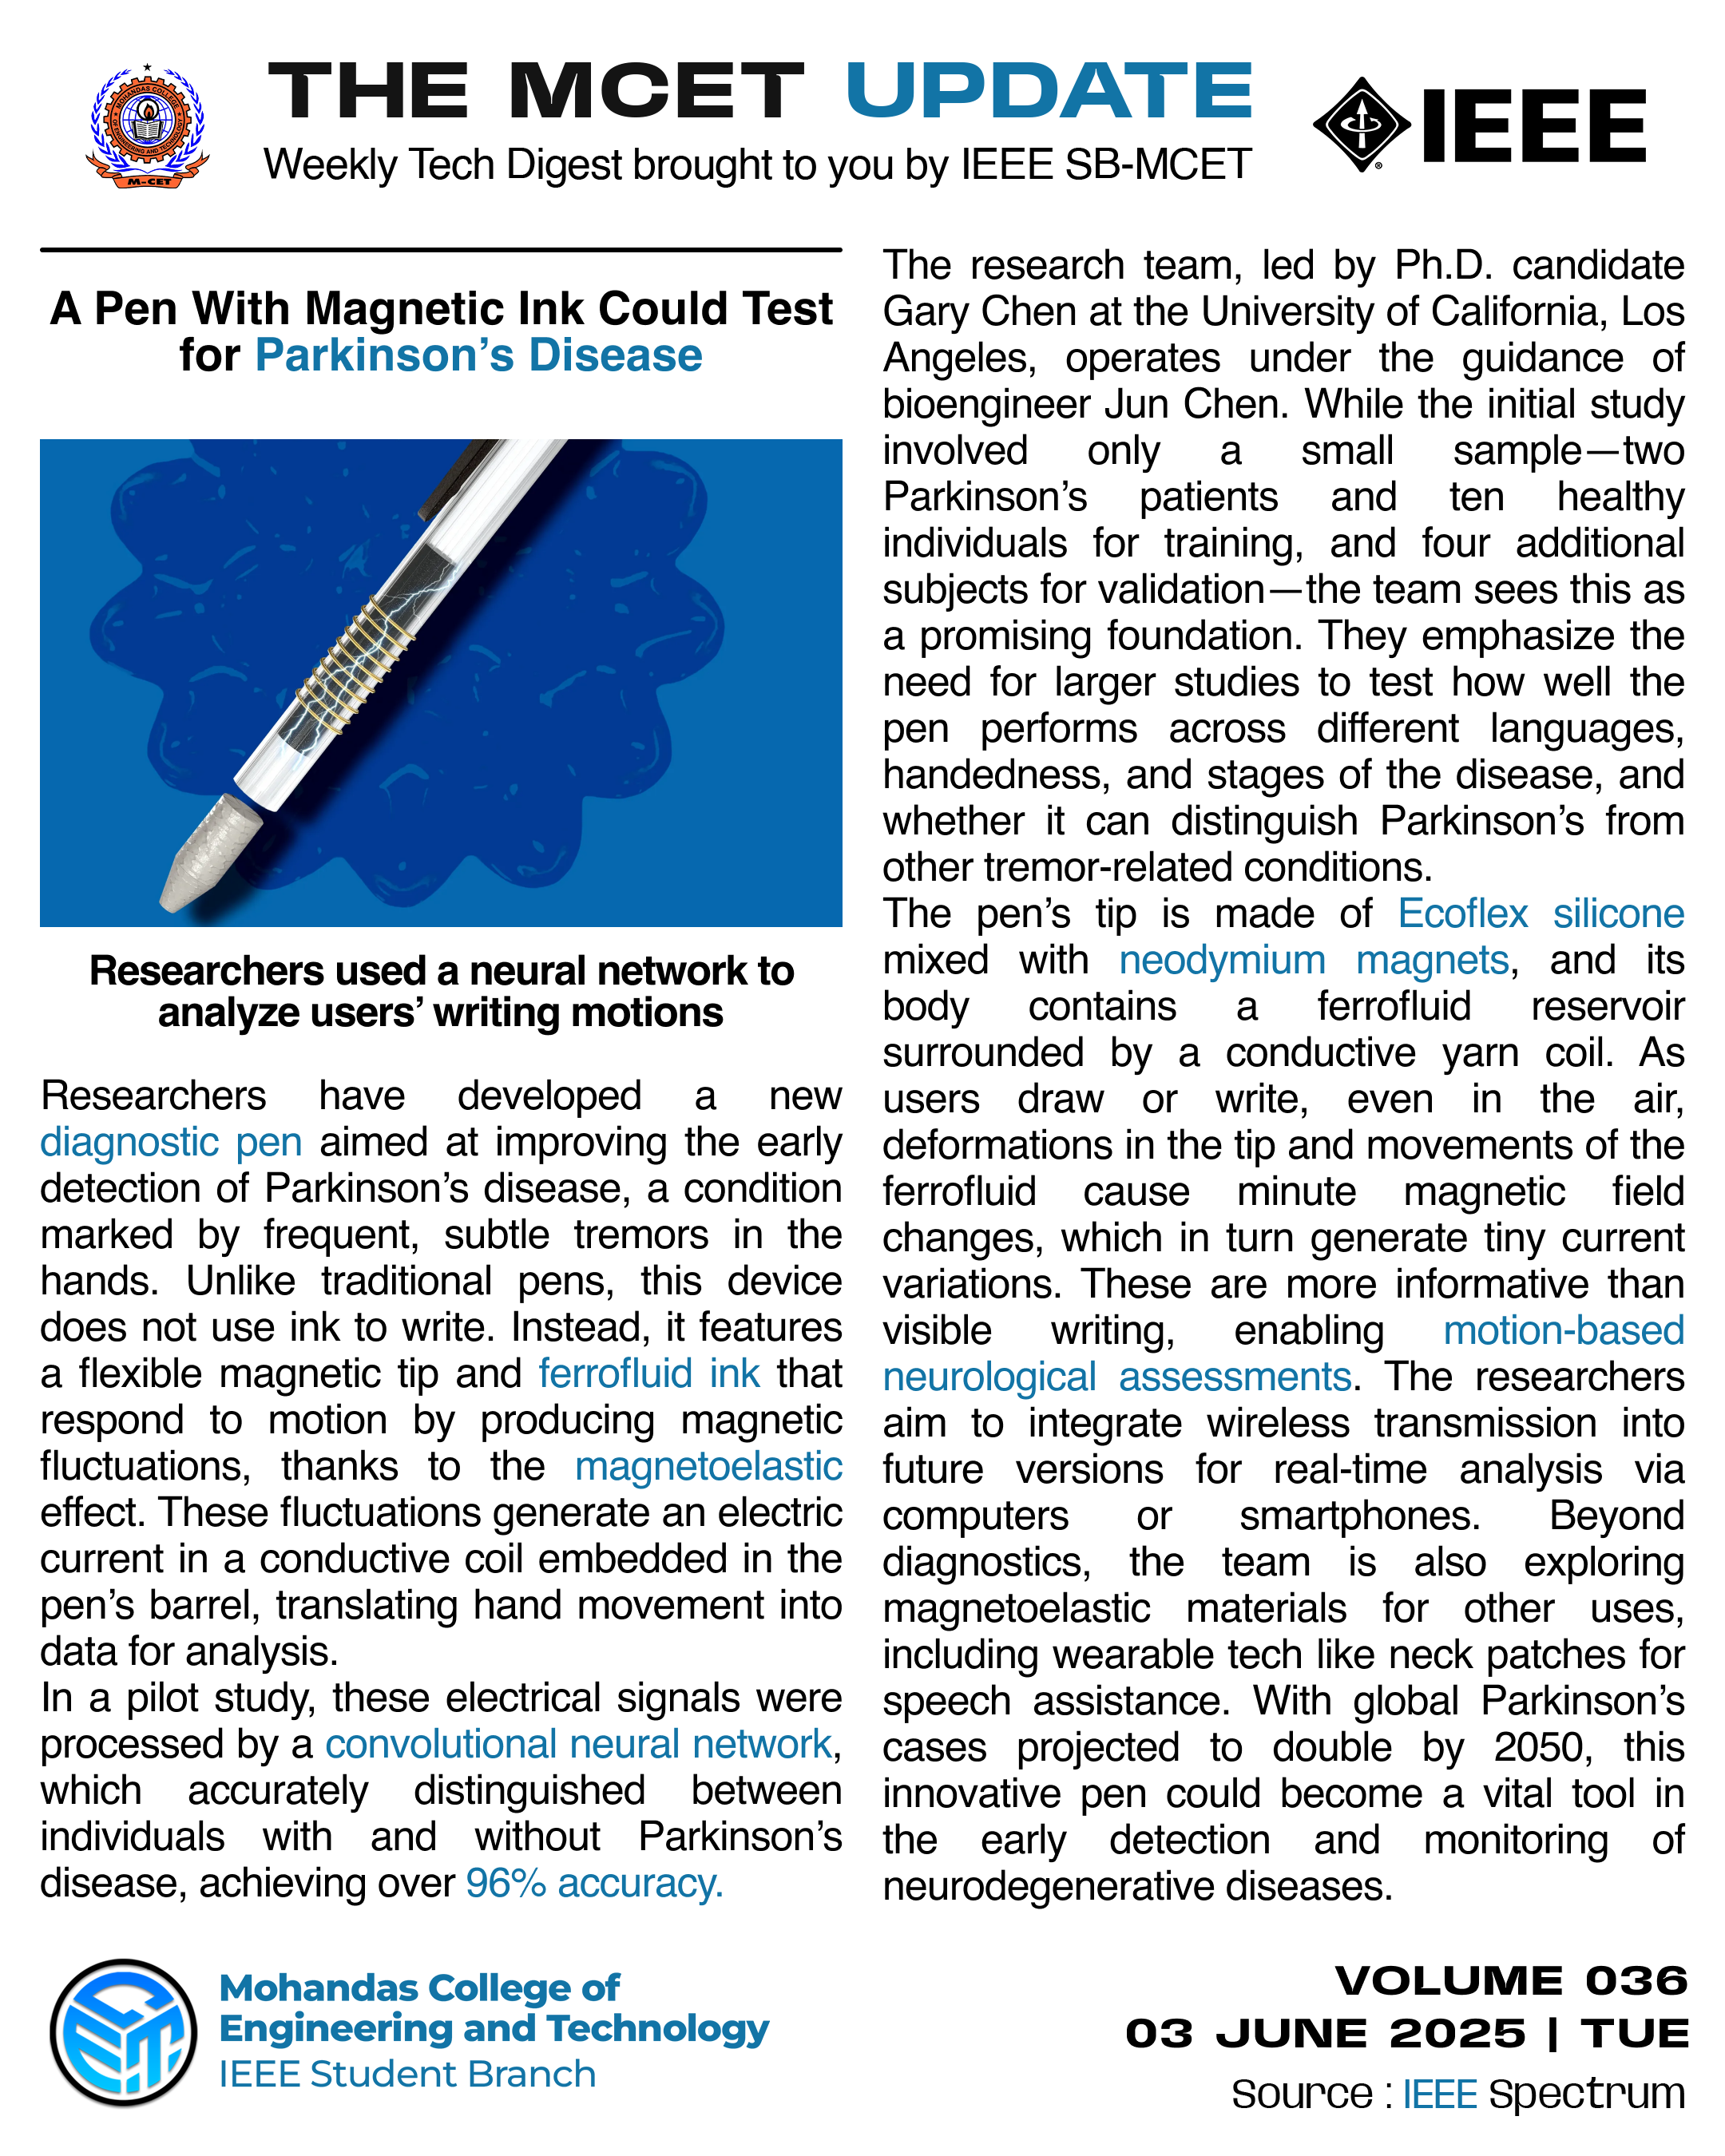 THE MCET UPDATE
Weekly Tech Digest brought to you by IEEE SB-MCET
MOHANDAS COLLEGE
OF ENGINEERING AND TECHNOLOGY
M-CET
IEEE
A Pen With Magnetic Ink Could Test
for Parkinson’s Disease
Researchers used a neural network to
analyze users’ writing motions
Researchers have developed a new
diagnostic pen aimed at improving the early
detection of Parkinson’s disease, a condition
marked by frequent, subtle tremors in the
hands. Unlike traditional pens, this device
does not use ink to write. Instead, it features
a flexible magnetic tip and ferrofluid ink that
respond to motion by producing magnetic
fluctuations, thanks to the magnetoelastic
effect. These fluctuations generate an electric
current in a conductive coil embedded in the
pen’s barrel, translating hand movement into
data for analysis.
In a pilot study, these electrical signals were
processed by a convolutional neural network,
which accurately distinguished between
individuals with and without Parkinson’s
disease, achieving over 96% accuracy.
The research team, led by Ph.D. candidate
Gary Chen at the University of California, Los
Angeles, operates under the guidance of
bioengineer Jun Chen. While the initial study
involved only a small sample—two
Parkinson’s patients and ten healthy
individuals for training, and four additional
subjects for validation—the team sees this as
a promising foundation. They emphasize the
need for larger studies to test how well the
pen performs across different languages,
handedness, and stages of the disease, and
whether it can distinguish Parkinson’s from
other tremor-related conditions.
The pen’s tip is made of Ecoflex silicone
mixed with neodymium magnets, and its
body contains a ferrofluid reservoir
surrounded by a conductive yarn coil. As
users draw or write, even in the air,
deformations in the tip and movements of the
ferrofluid cause minute magnetic field
changes, which in turn generate tiny current
variations. These are more informative than
visible writing, enabling motion-based
neurological assessments. The researchers
aim to integrate wireless transmission into
future versions for real-time analysis via
computers or smartphones. Beyond
diagnostics, the team is also exploring
magnetoelastic materials for other uses,
including wearable tech like neck patches for
speech assistance. With global Parkinson’s
cases projected to double by 2050, this
innovative pen could become a vital tool in
the early detection and monitoring of
neurodegenerative diseases.
Mohandas College of
Engineering and Technology
IEEE Student Branch
VOLUME 036
03 JUNE 2025 | TUE
Source : IEEE Spectrum